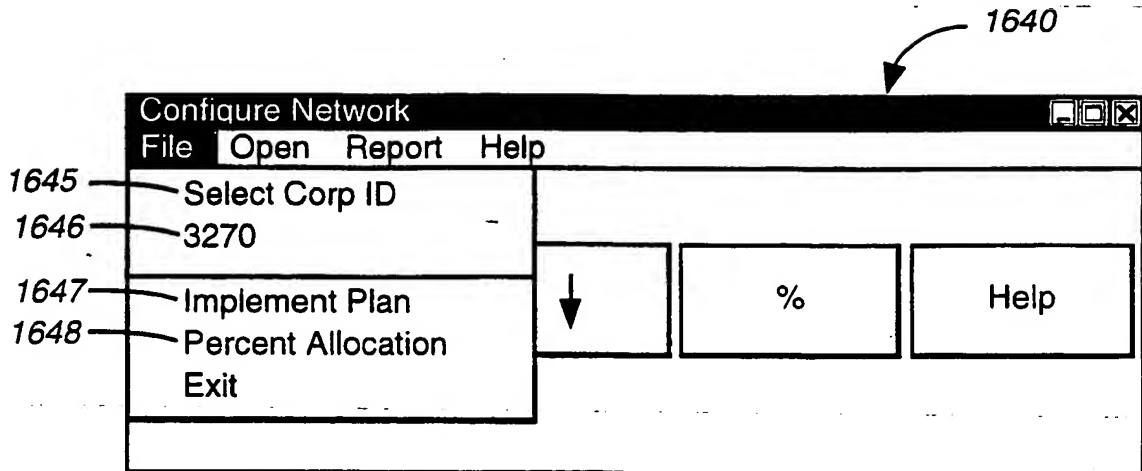 1640
Confiqure Network
File Open Report Help
1645 Select Corp ID
1646 3270
1647 Implement Plan
1648 Percent Allocation
Exit
% Help